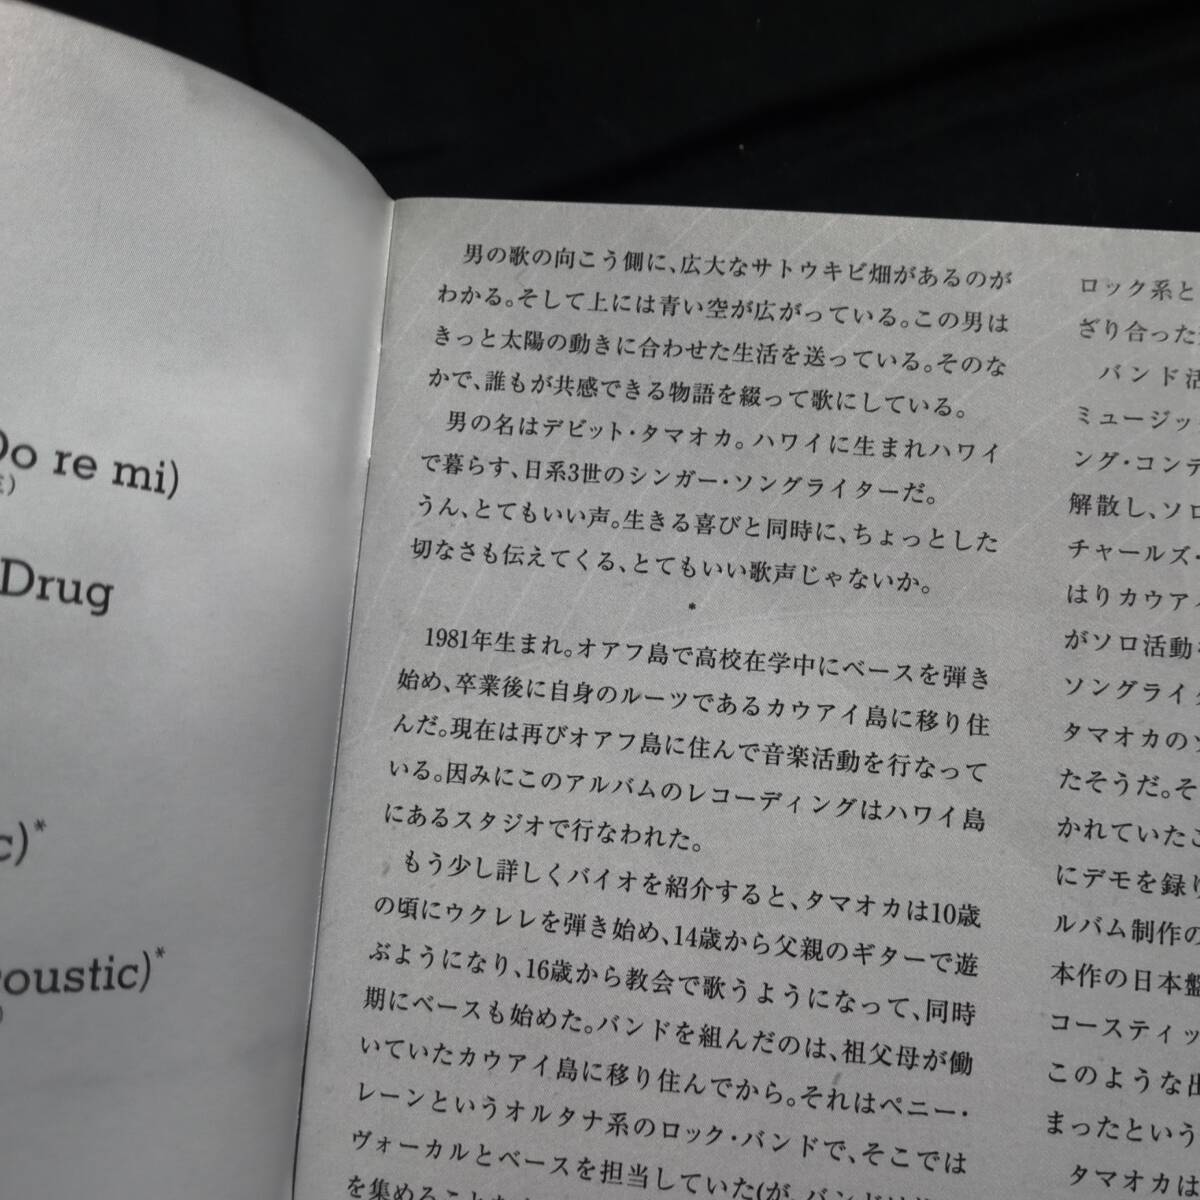 Do re mi)
Drug
c)*
coustic)*
男の歌の向こう側に、広大なサトウキビ畑があるのが
わかる。そして上には青い空が広がっている。この男は
きっと太陽の動きに合わせた生活を送っている。そのな
かで、誰もが共感できる物語を綴って歌にしている。
男の名はデビット・タマオカ。ハワイに生まれハワイ
で暮らす、日系3世のシンガー・ソングライターだ。
うん、とてもいい声。生きる喜びと同時に、ちょっとした
切なさも伝えてくる、とてもいい歌声じゃないか。
*
1981年生まれ。オアフ島で高校在学中にベースを弾き
始め、卒業後に自身のルーツであるカウアイ島に移り住
んだ。現在は再びオアフ島に住んで音楽活動を行なって
いる。因みにこのアルバムのレコーディングはハワイ島
にあるスタジオで行なわれた。
もう少し詳しくバイオを紹介すると、タマオカは10歳
の頃にウクレレを弾き始め、14歳から父親のギターで遊
ぶようになり、16歳から教会で歌うようになって、同時
期にベースも始めた。バンドを組んだのは、祖父母が働
いていたカウアイ島に移り住んでから。それはペニー・
レーンというオルタナ系のロック・バンドで、そこでは
ヴォーカルとベースを担当していた(が、バンドは
を集める
ロック系と
ざり合った
バンド活
ミュージッ
ング・コンテ
解散し、ソロ
チャールズ・
はりカウアイ
がソロ活動を
ソングライタ
タマオカの
たそうだ。そ
かれていたこ
にデモを録り
ルバム制作の
本作の日本盤
コースティッ
このような出
まったという
タマオカは